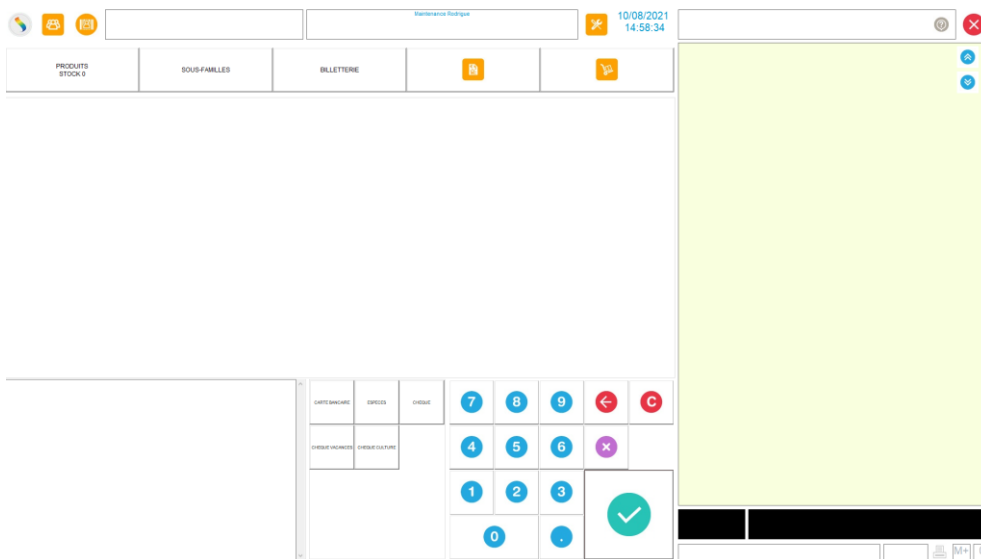 Maintenance Rodrigue
10/08/2021
14:58:34
PRODUITS
STOCK 0
SOUS-FAMILLES
BILLETTERIE
CARTE BANCAIRE
ESPECES
CHEQUE
7
8
9
C
CHEQUE VACANCES
CHEQUE CULTURE
4
5
6
1
2
3
0
.
M+